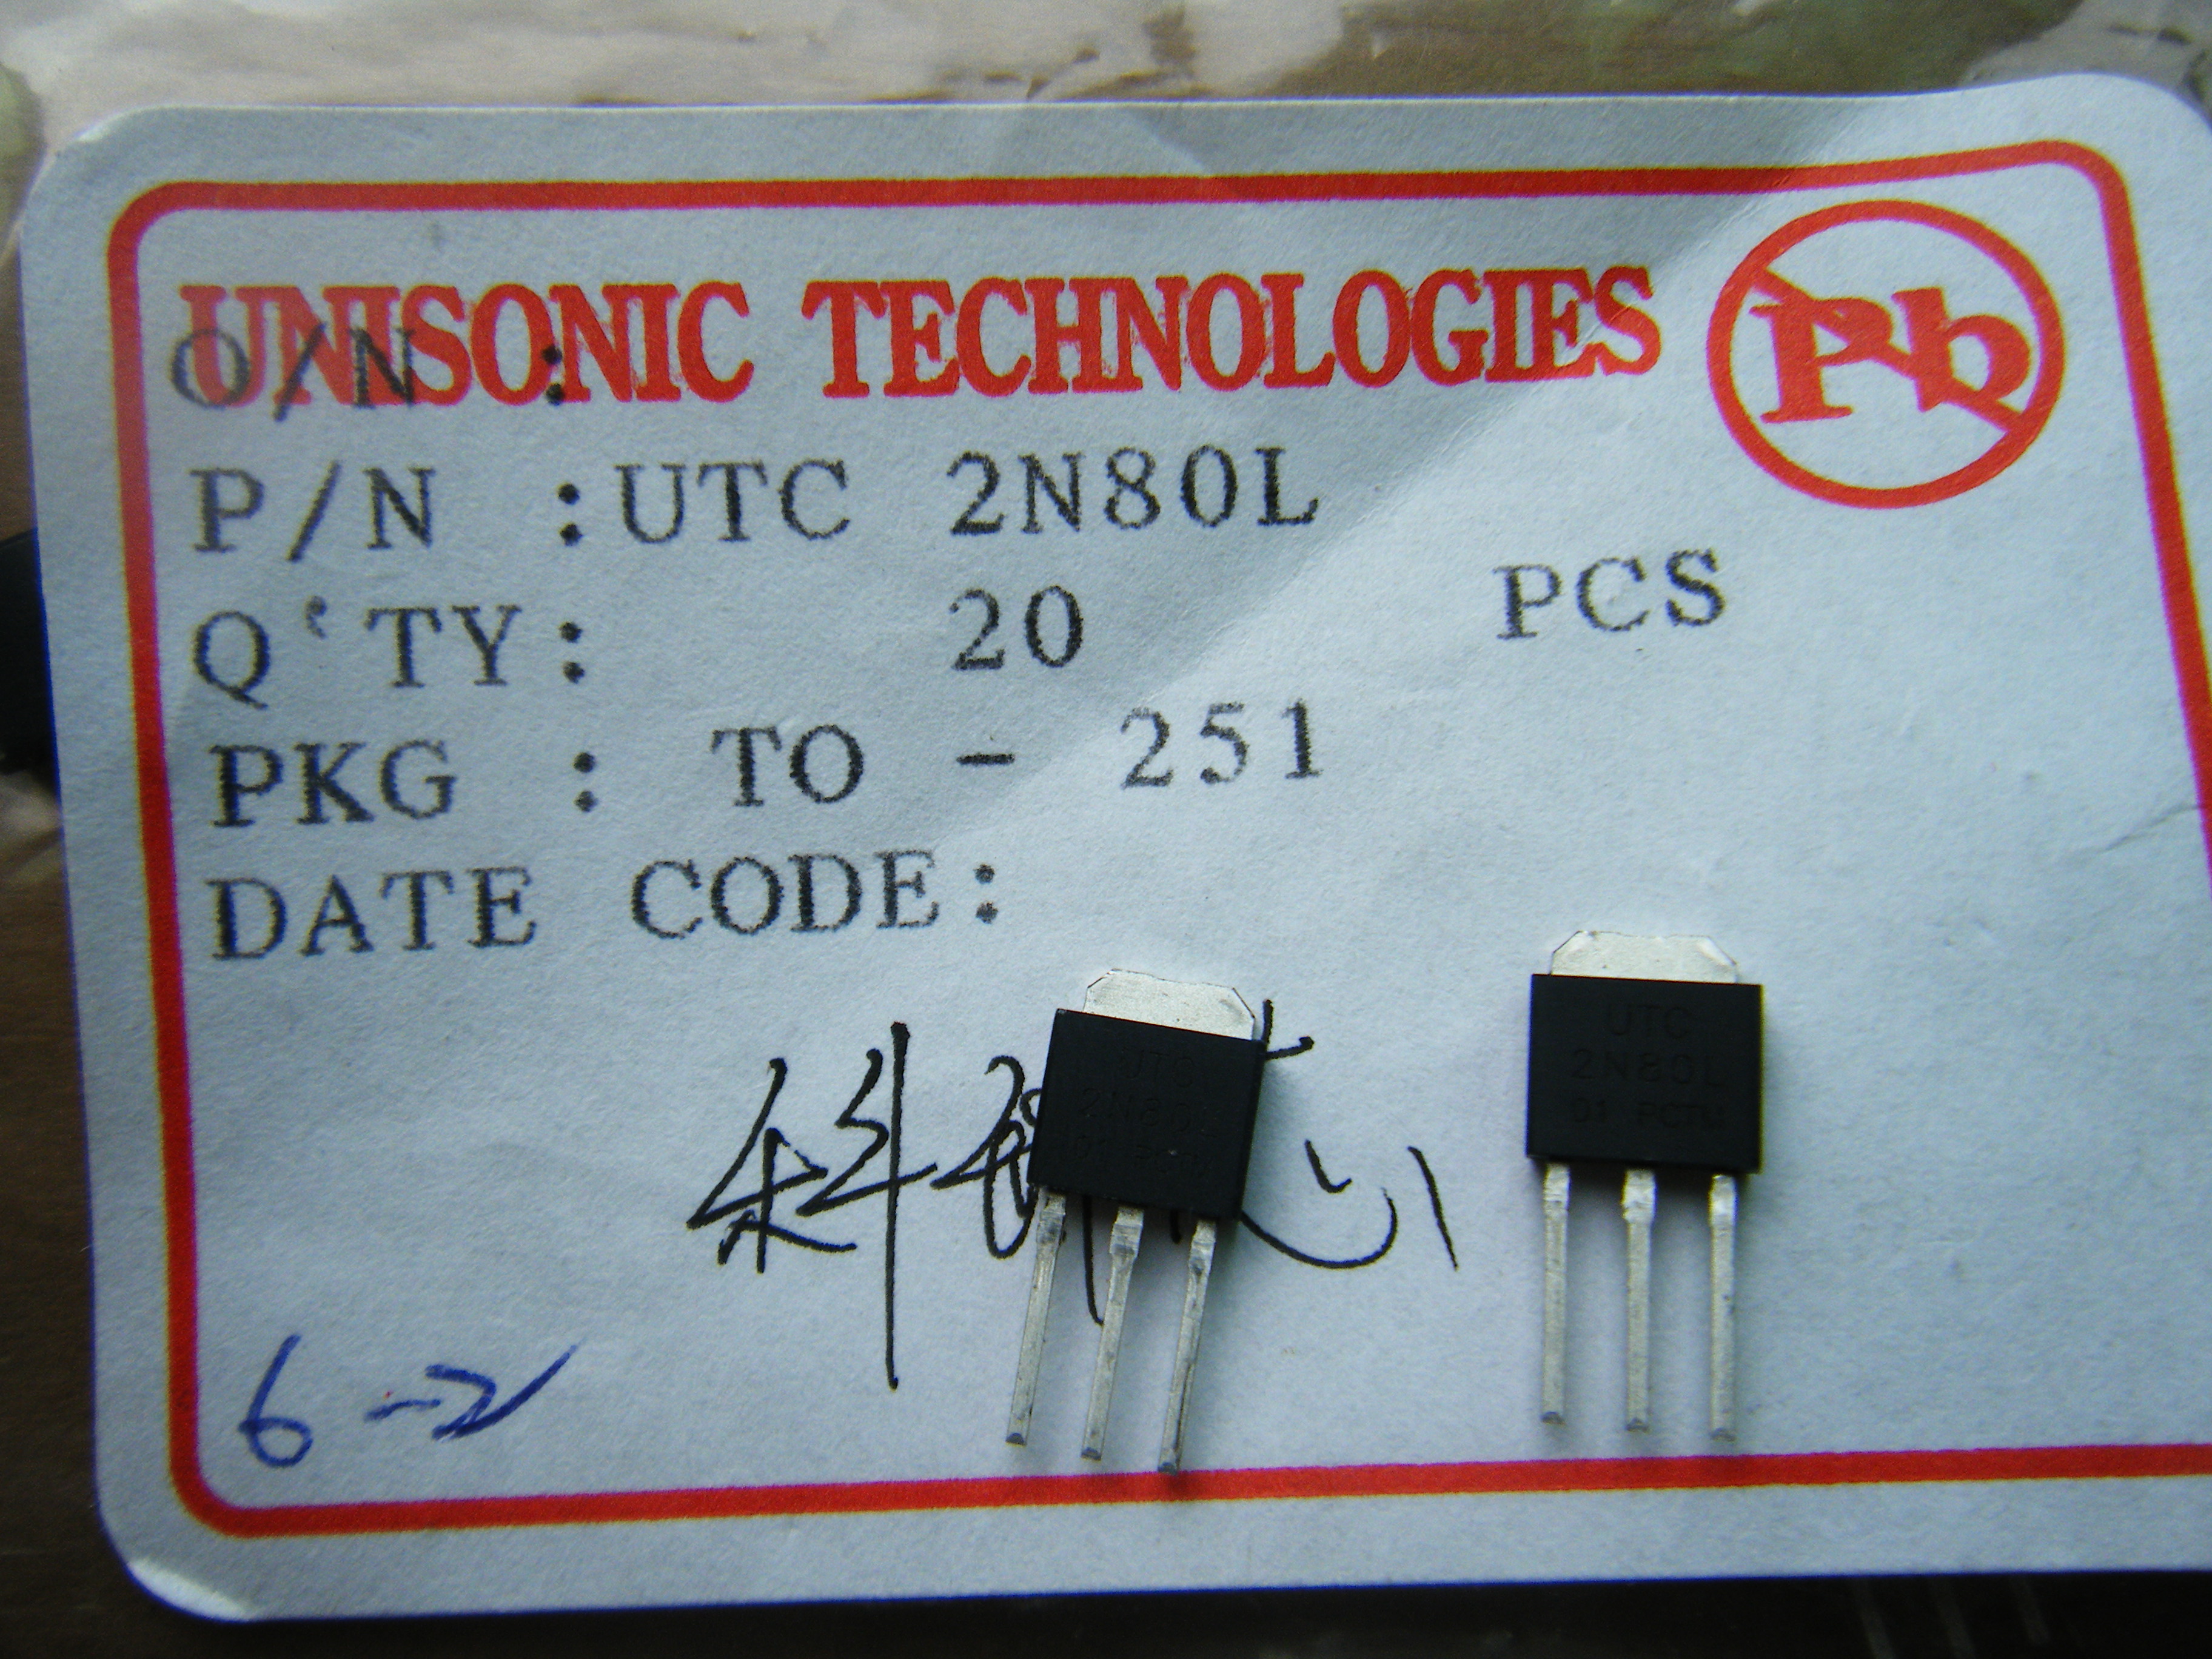 UNISONIC TECHNOLOGIES Pb
O/N :
P/N :UTC 2N80L
Q'TY: 20 PCS
PKG : TO - 251
DATE CODE:
UTC
2N80L
UTC
2N80L
01
6-2